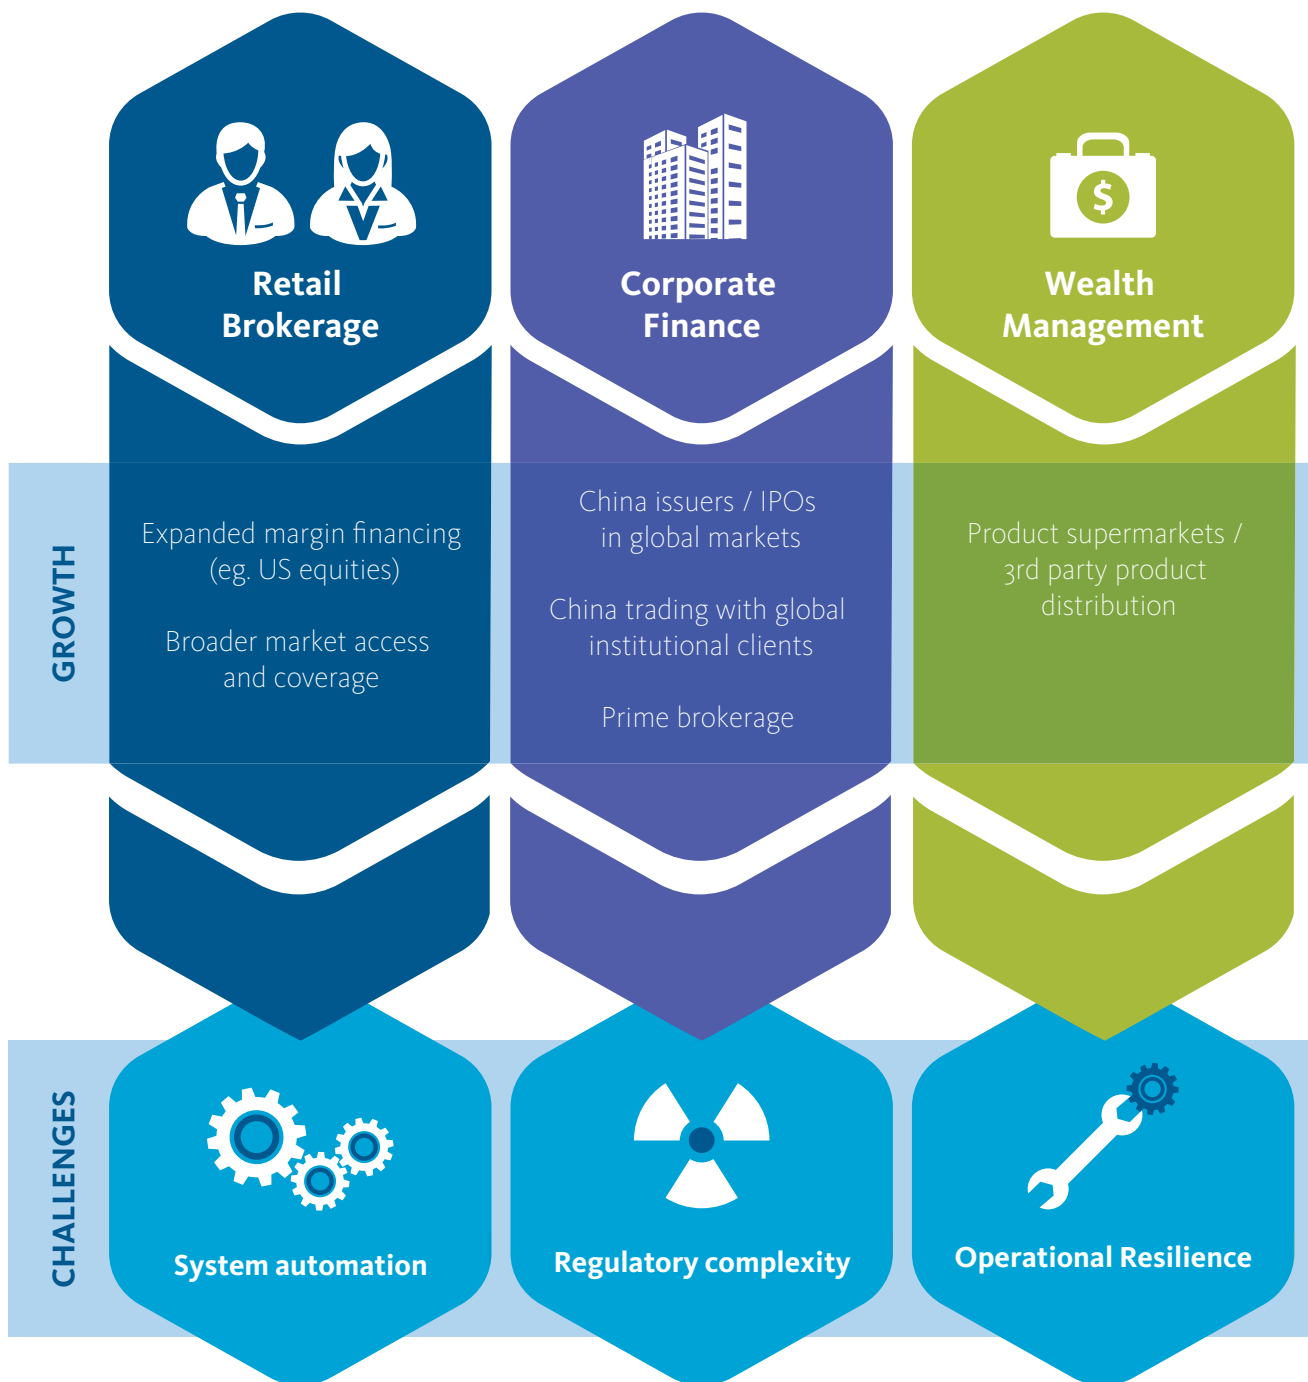 Retail
Brokerage
Corporate
Finance
Wealth
Management
GROWTH
Expanded margin financing
(eg. US equities)
Broader market access
and coverage
China issuers / IPOs
in global markets
China trading with global
institutional clients
Prime brokerage
Product supermarkets /
3rd party product
distribution
CHALLENGES
System automation
Regulatory complexity
Operational Resilience
$